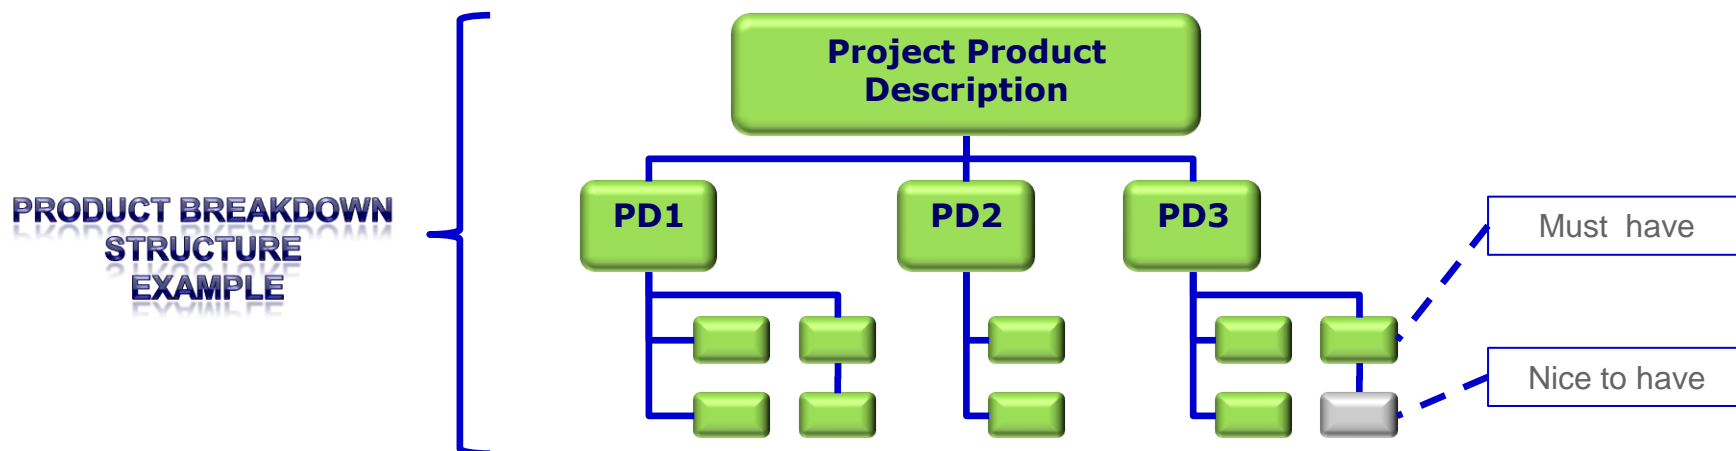 Project Product
Description
PRODUCT BREAKDOWN
STRUCTURE
EXAMPLE
PD1
PD2
PD3
Must have
Nice to have